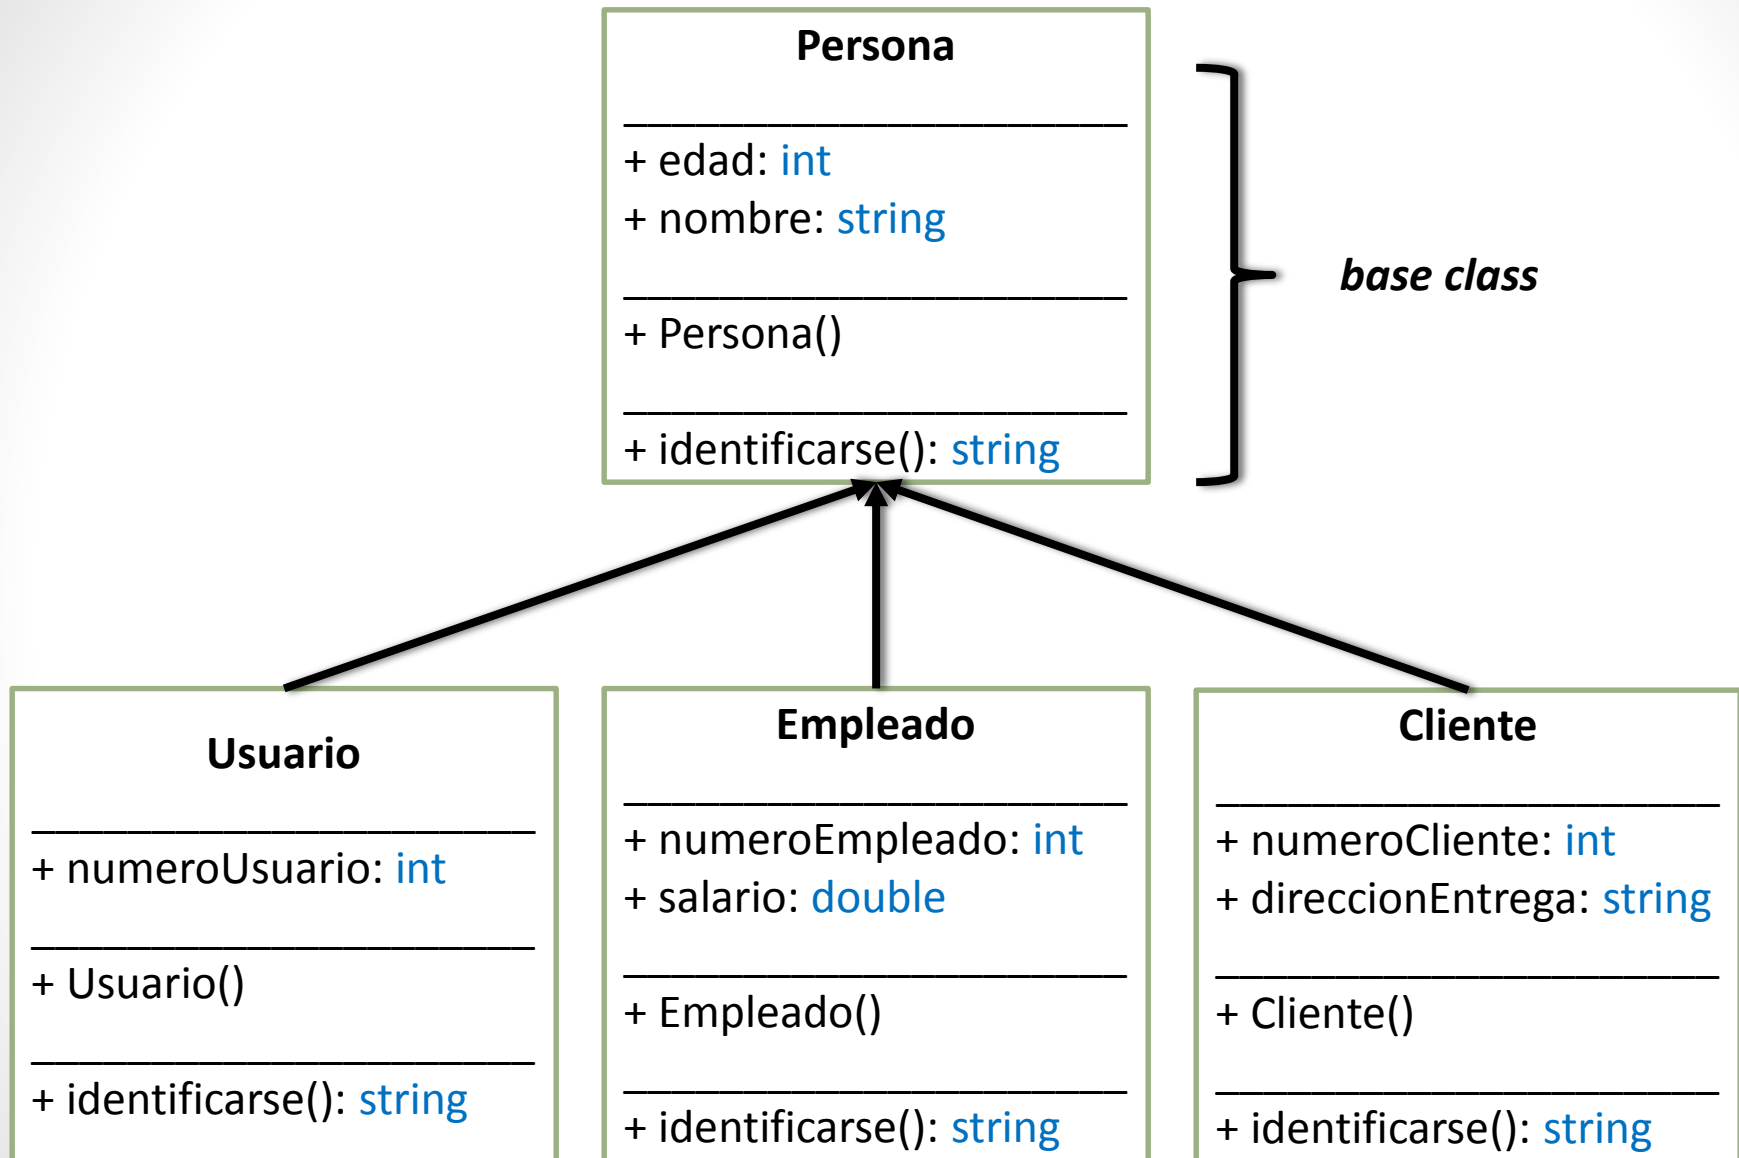 Persona
+ edad: int
+ nombre: string
+ Persona()
+ identificarse(): string
base class
Usuario
+ numeroUsuario: int
+ Usuario()
+ identificarse(): string
Empleado
+ numeroEmpleado: int
+ salario: double
+ Empleado()
+ identificarse(): string
Cliente
+ numeroCliente: int
+ direccionEntrega: string
+ Cliente()
+ identificarse(): string